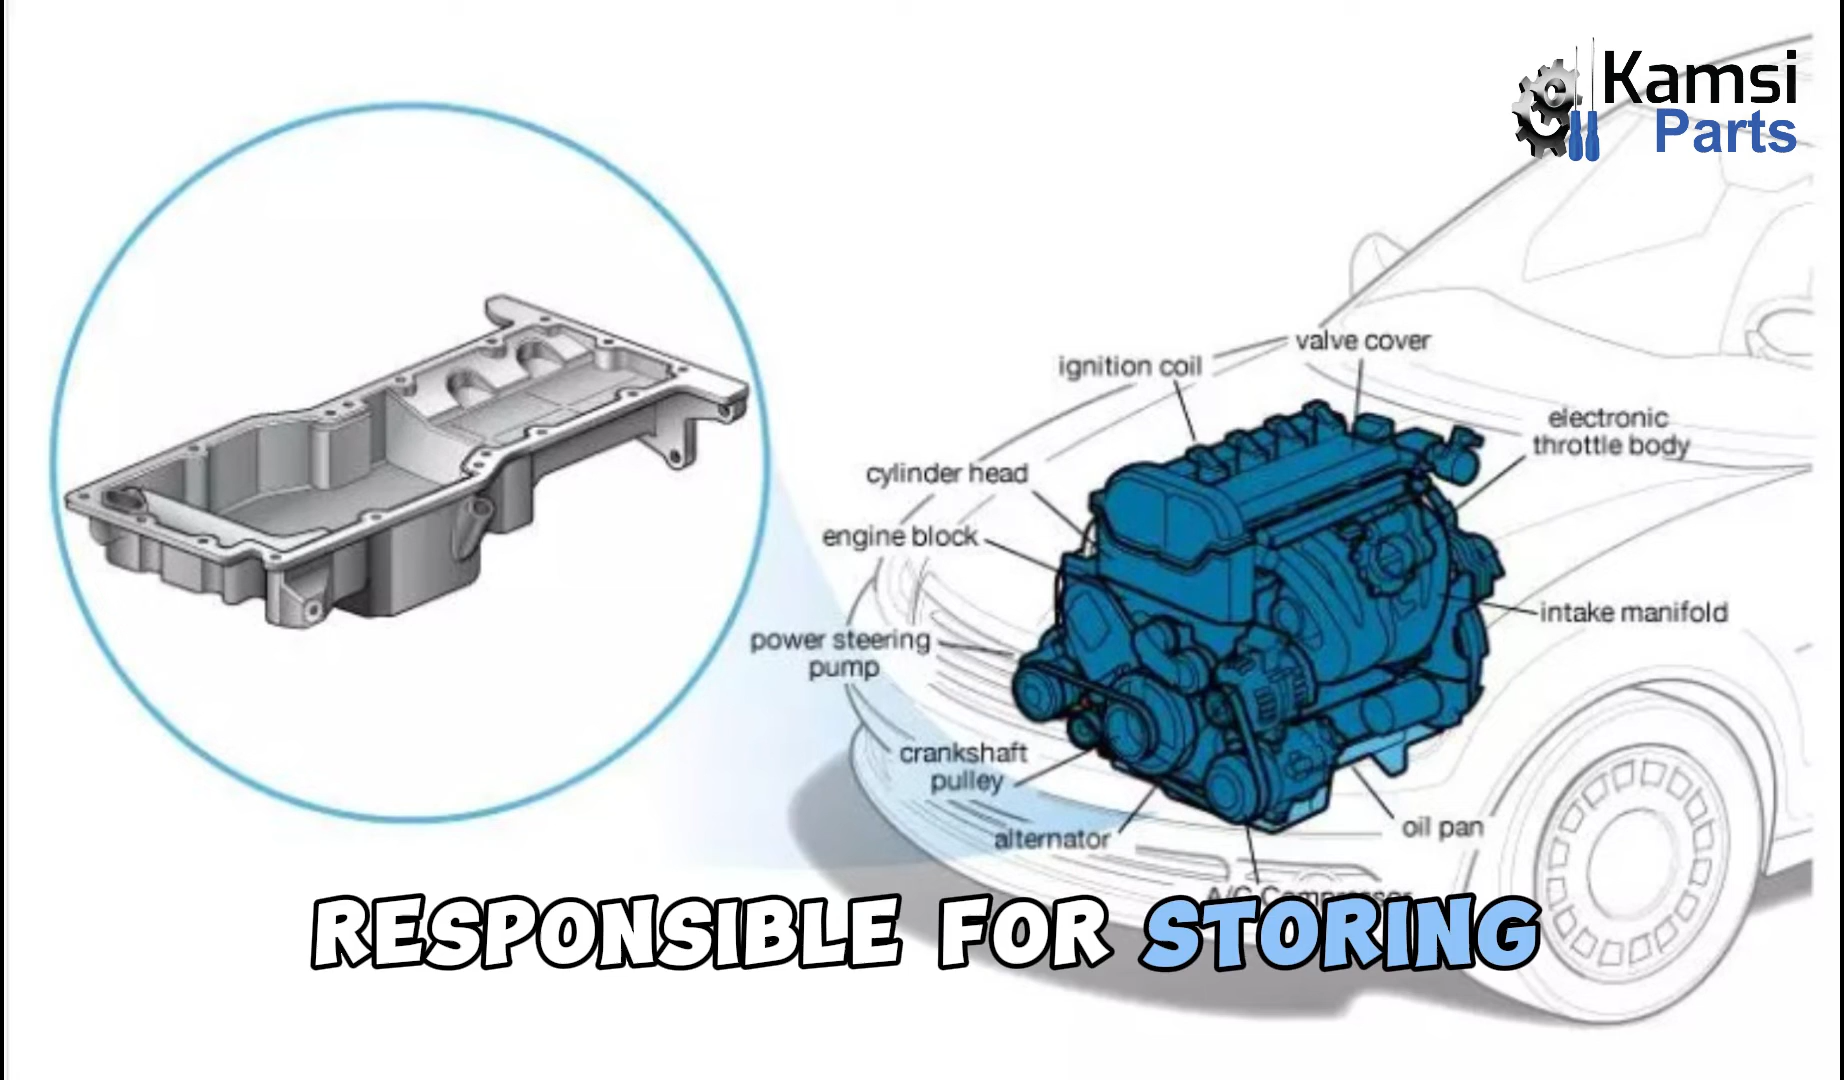 Kamsi
Parts
valve cover
ignition coil
electronic
throttle body
cylinder head
engine block
intake manifold
power steering
pump
crankshaft
pulley
oil pan
alternator
A/C Compressor
RESPONSIBLE FOR STORING